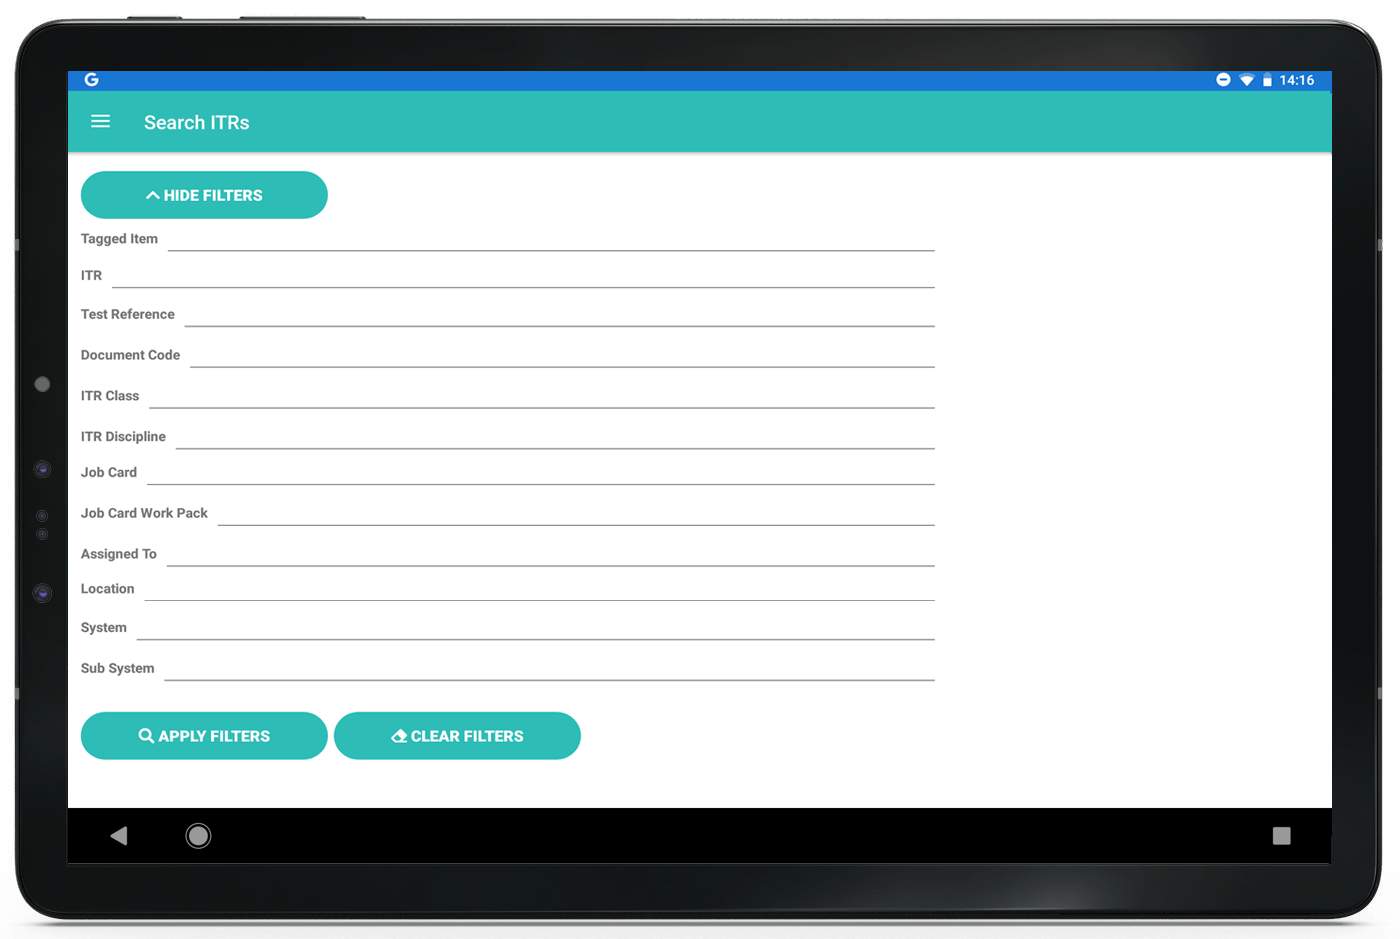 G 14:16
Search ITRs
HIDE FILTERS
Tagged Item
ITR
Test Reference
Document Code
ITR Class
ITR Discipline
Job Card
Job Card Work Pack
Assigned To
Location
System
Sub System
APPLY FILTERS CLEAR FILTERS